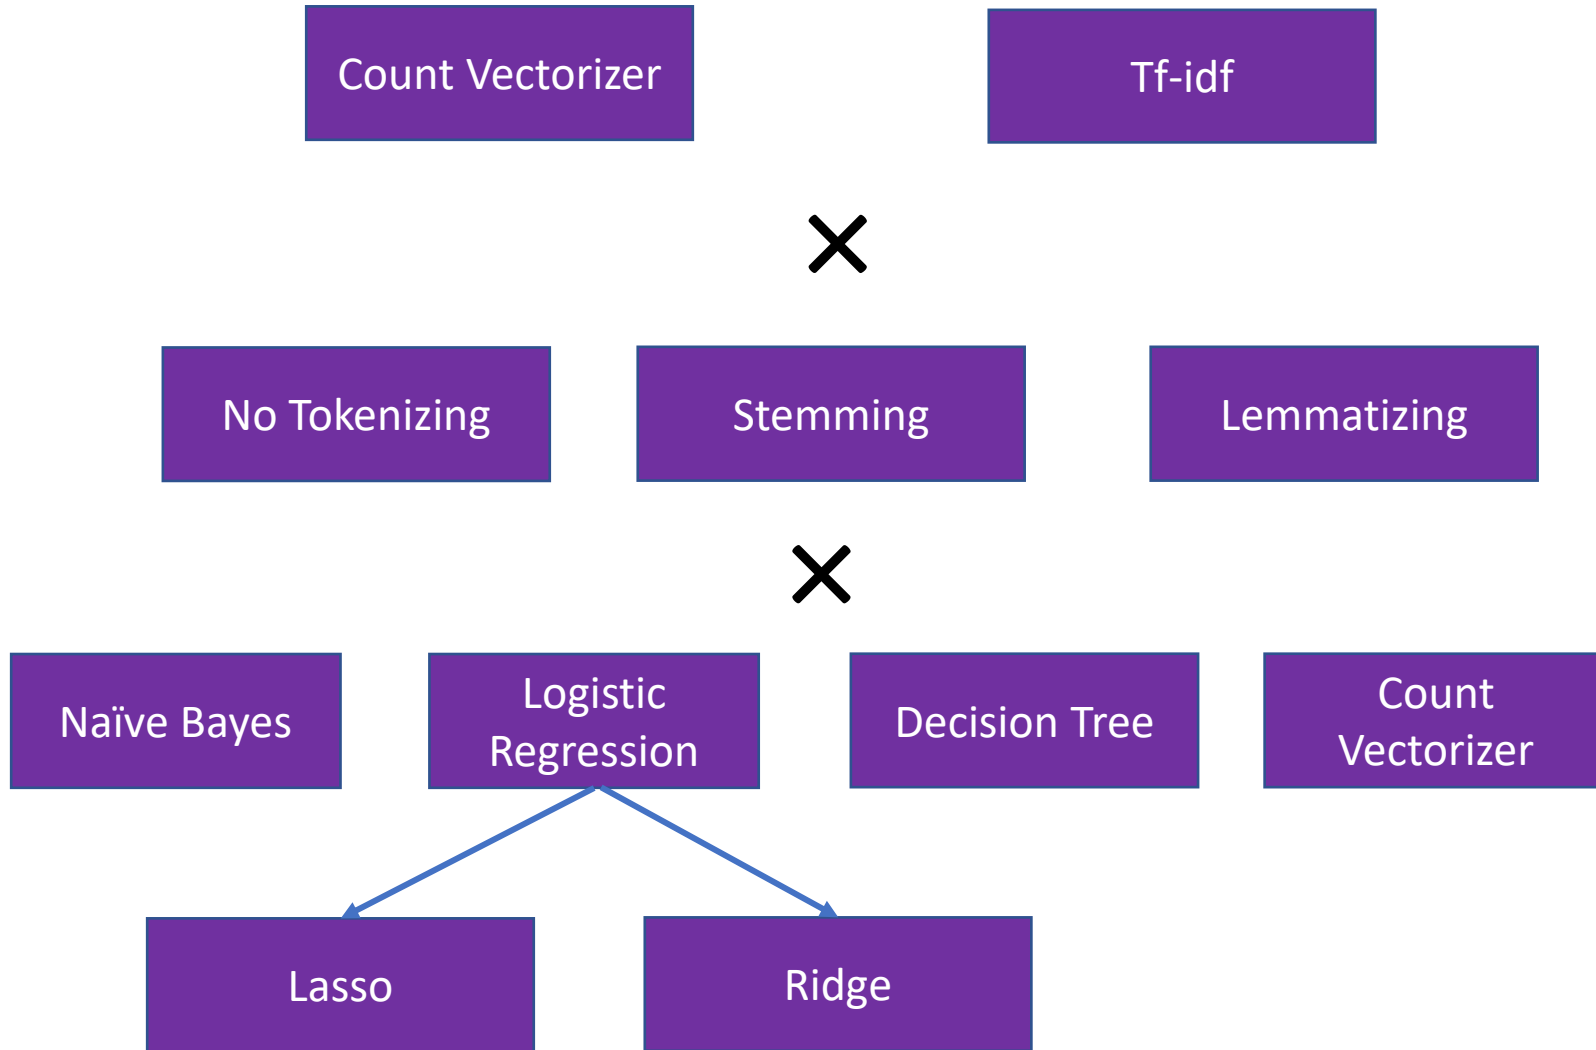 Count Vectorizer
Tf-idf
No Tokenizing
Stemming
Lemmatizing
Naïve Bayes
Logistic
Regression
Decision Tree
Count
Vectorizer
Lasso
Ridge